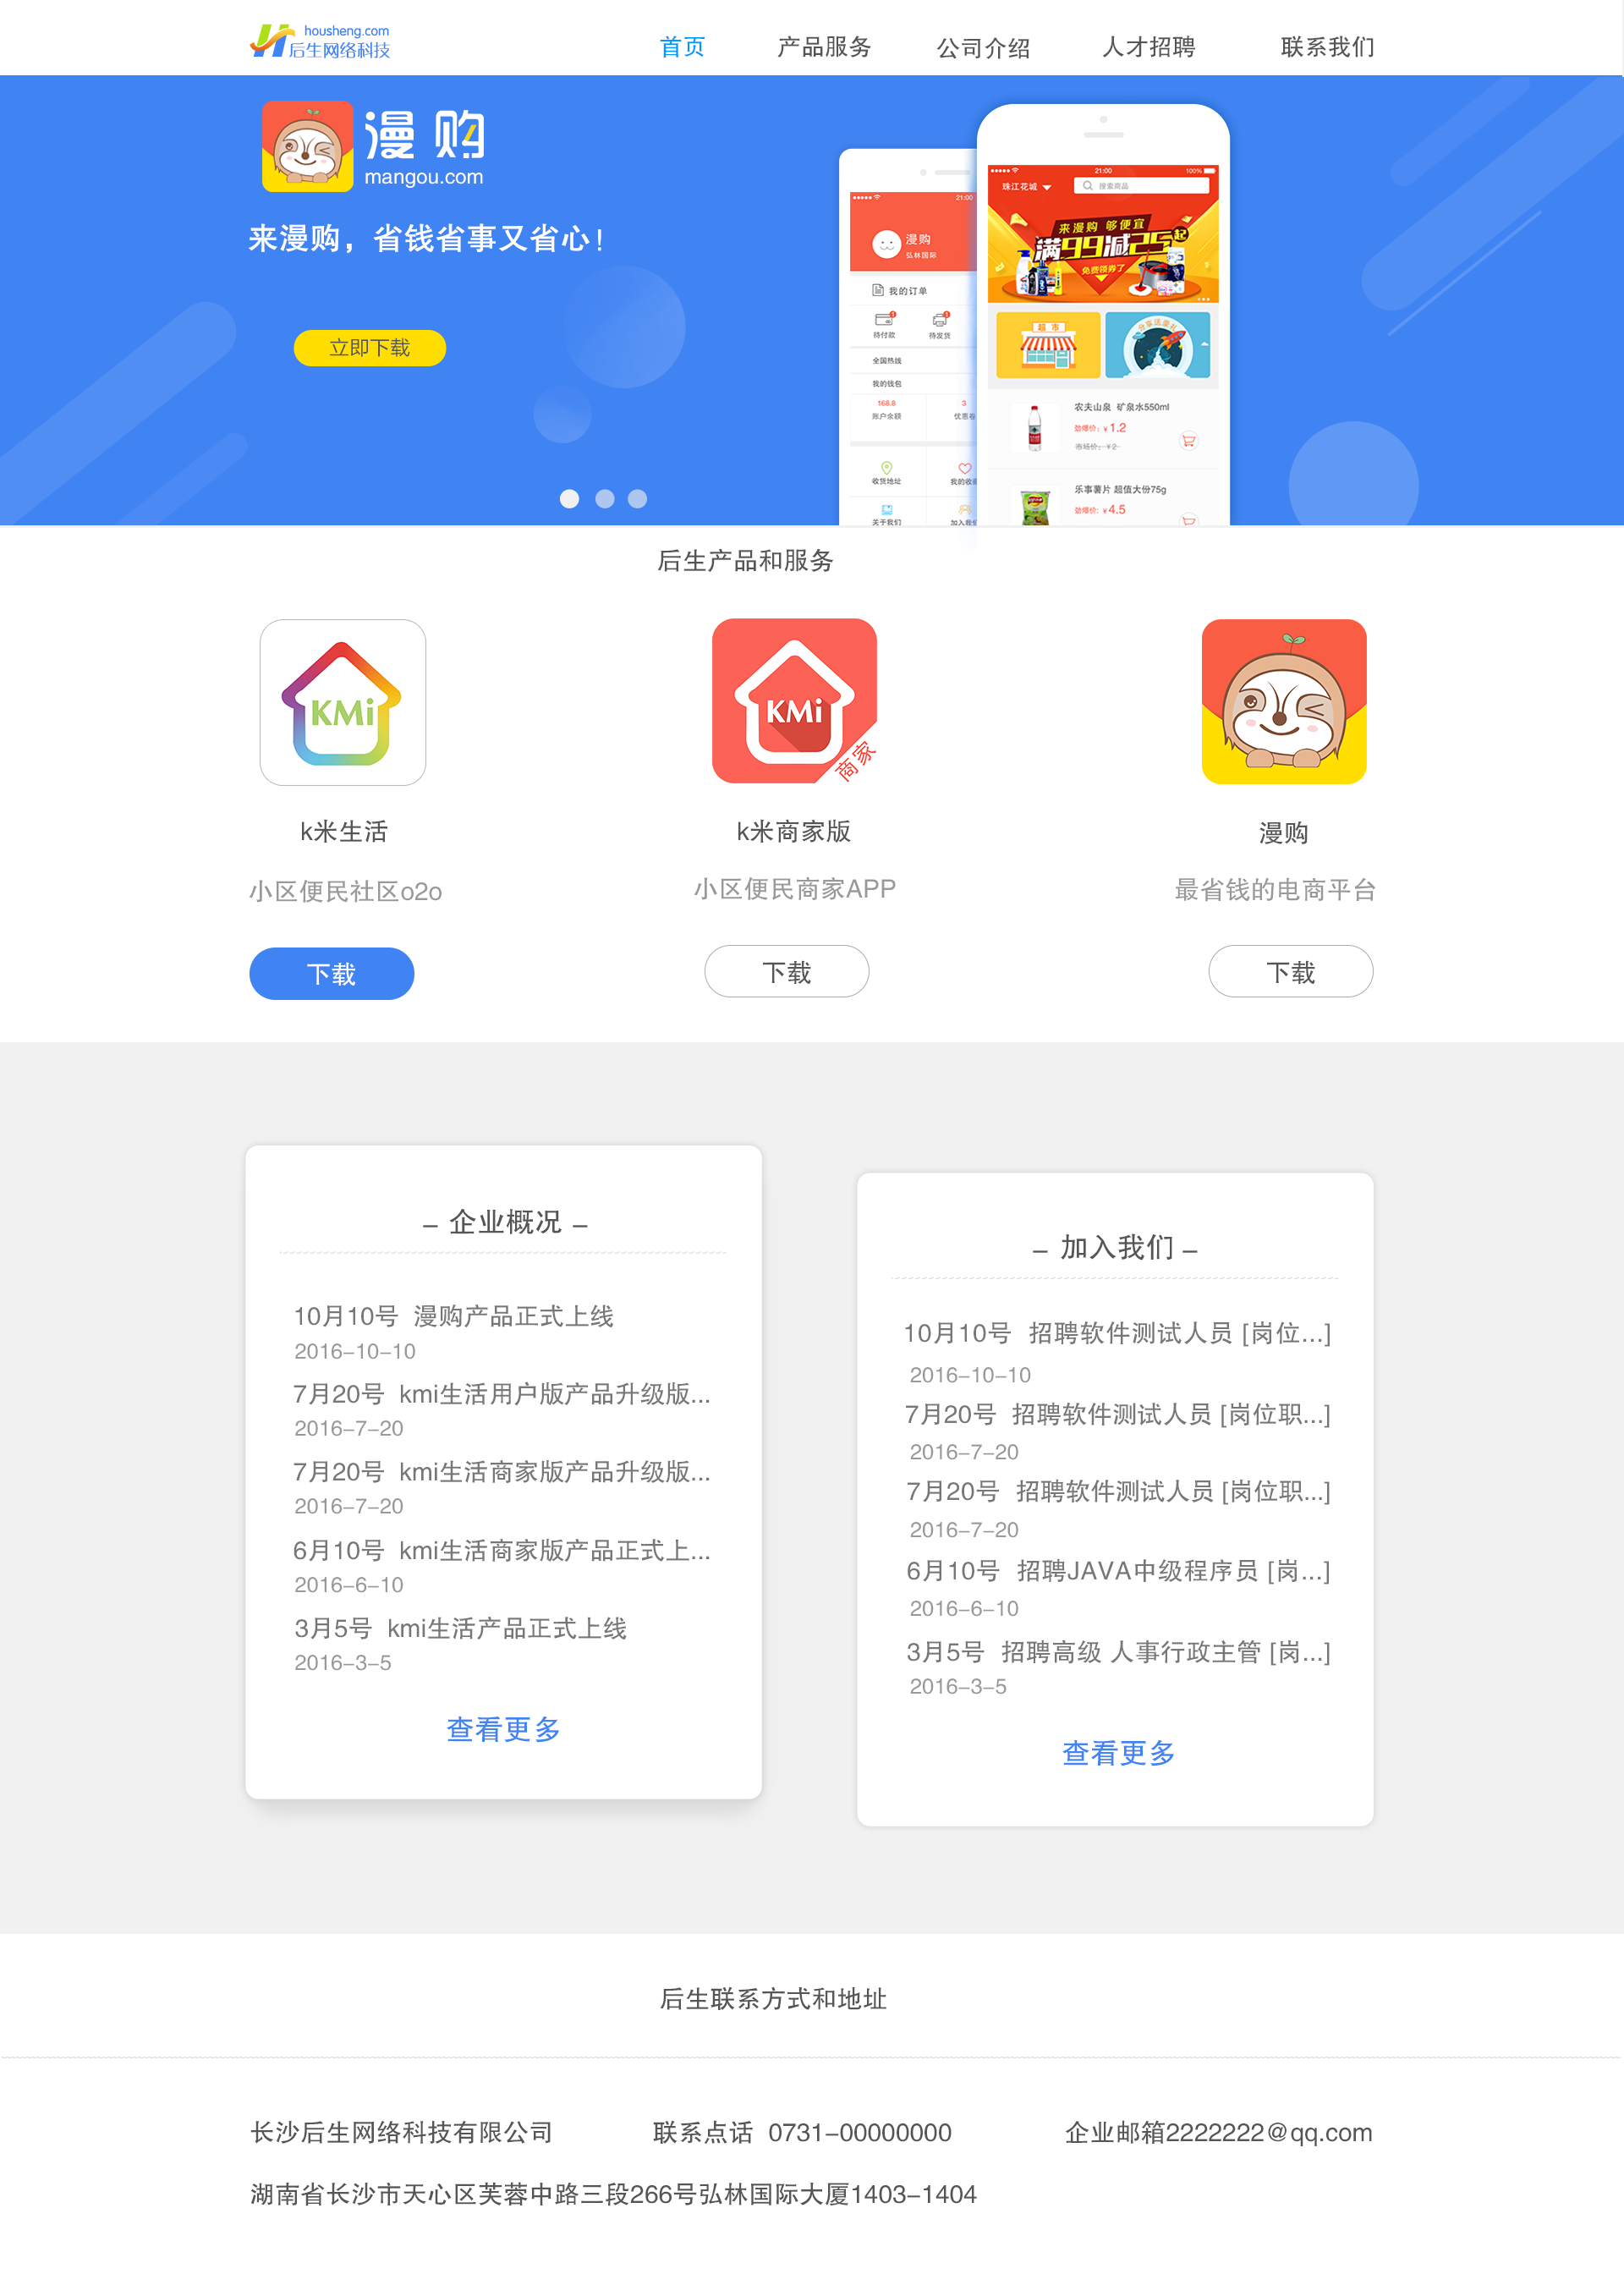 housheng.com
后生网络科技
首页 产品服务 公司介绍 人才招聘 联系我们
漫购
mangou.com
来漫购，省钱省事又省心！
立即下载
21:00
漫购
弘林国际
我的订单
1 1
待付款 待发货
全国热线
我的钱包
168.8 3
账户余额 优惠卷
收货地址 我的收
关于我们 加入我们
21:00 100%
珠江花城 搜索商品
来漫购 够便宜
满99减25起
免费领券了
超市
农夫山泉 矿泉水550ml
劲爆价：￥1.2
市场价：￥2
乐事薯片 超值大份75g
劲爆价：￥4.5
后生产品和服务
KMi KMi 商家
k米生活 k米商家版 漫购
小区便民社区o2o 小区便民商家APP 最省钱的电商平台
下载 下载 下载
– 企业概况 –
10月10号 漫购产品正式上线
2016-10-10
7月20号 kmi生活用户版产品升级版...
2016-7-20
7月20号 kmi生活商家版产品升级版...
2016-7-20
6月10号 kmi生活商家版产品正式上...
2016-6-10
3月5号 kmi生活产品正式上线
2016-3-5
查看更多
– 加入我们 –
10月10号 招聘软件测试人员 [岗位...]
2016-10-10
7月20号 招聘软件测试人员 [岗位职...]
2016-7-20
7月20号 招聘软件测试人员 [岗位职...]
2016-7-20
6月10号 招聘JAVA中级程序员 [岗...]
2016-6-10
3月5号 招聘高级 人事行政主管 [岗...]
2016-3-5
查看更多
后生联系方式和地址
长沙后生网络科技有限公司 联系点话 0731-00000000 企业邮箱2222222@qq.com
湖南省长沙市天心区芙蓉中路三段266号弘林国际大厦1403-1404